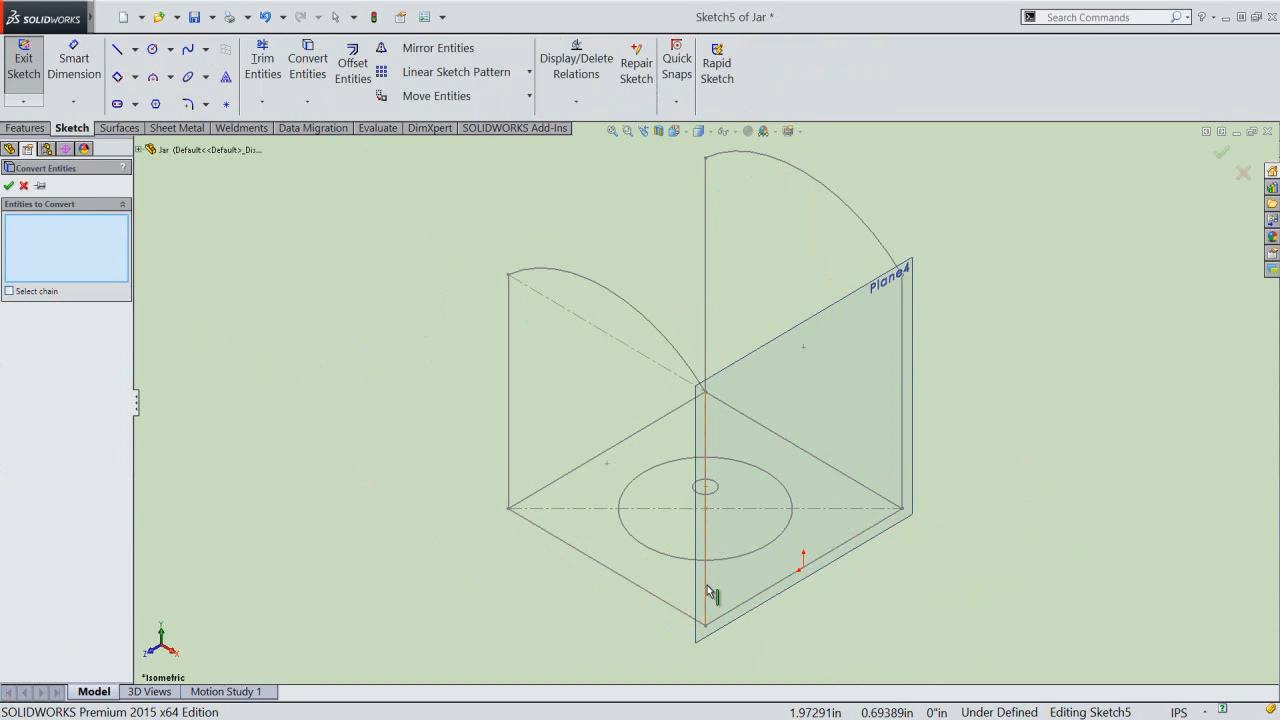 SOLIDWORKS
Sketch5 of Jar *
Search Commands
Exit Sketch
Smart Dimension
Trim Entities
Convert Entities
Offset Entities
Mirror Entities
Linear Sketch Pattern
Move Entities
Display/Delete Relations
Repair Sketch
Quick Snaps
Rapid Sketch
Features Sketch Surfaces Sheet Metal Weldments Data Migration Evaluate DimXpert SOLIDWORKS Add-Ins
Jar (Default<<Default>_Dis...
Convert Entities ?
Entities to Convert
Select chain
Plane4
Y
Z X
*Isometric
Model 3D Views Motion Study 1
SOLIDWORKS Premium 2015 x64 Edition 1.97291in 0.69389in 0"in Under Defined Editing Sketch5 IPS